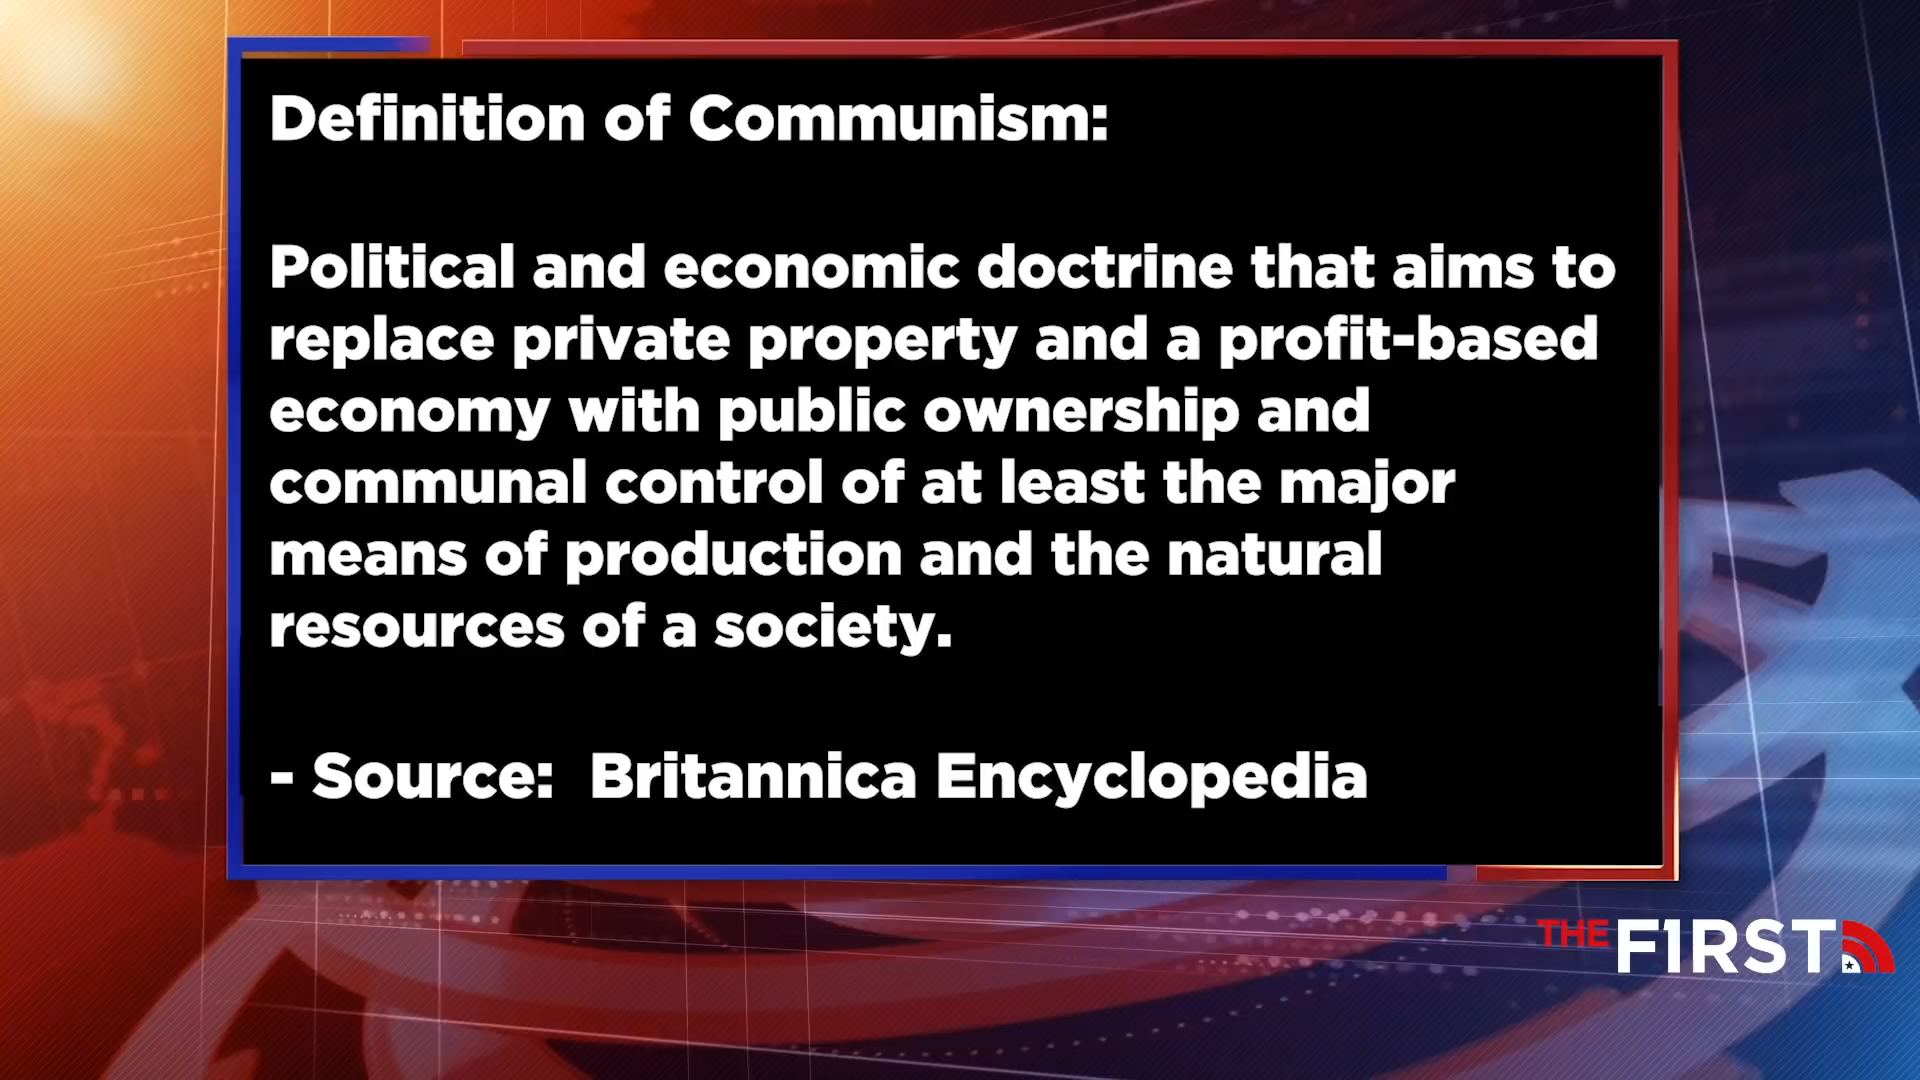 Definition of Communism:
Political and economic doctrine that aims to
replace private property and a profit-based
economy with public ownership and
communal control of at least the major
means of production and the natural
resources of a society.
- Source:  Britannica Encyclopedia
THE FIRST